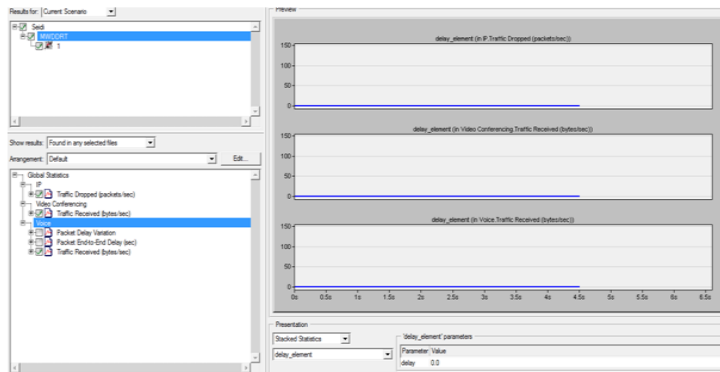 Results for: Current Scenario
Seidi
MWDDRT
1
Show results: Found in any selected files
Arrangement: Default Edit...
Global Statistics
IP
Traffic Dropped (packets/sec)
Video Conferencing
Traffic Received (bytes/sec)
Voice
Packet Delay Variation
Packet End-to-End Delay (sec)
Traffic Received (bytes/sec)
Preview
delay_element (in IP.Traffic Dropped (packets/sec))
150
100
50
0
delay_element (in Video Conferencing.Traffic Received (bytes/sec))
150
100
50
0
delay_element (in Voice.Traffic Received (bytes/sec))
150
100
50
0
0s 0.5s 1s 1.5s 2s 2.5s 3s 3.5s 4s 4.5s 5s 5.5s 6s 6.5s
Presentation
Stacked Statistics
delay_element
'delay_element' parameters
Parameter Value
delay 0.0